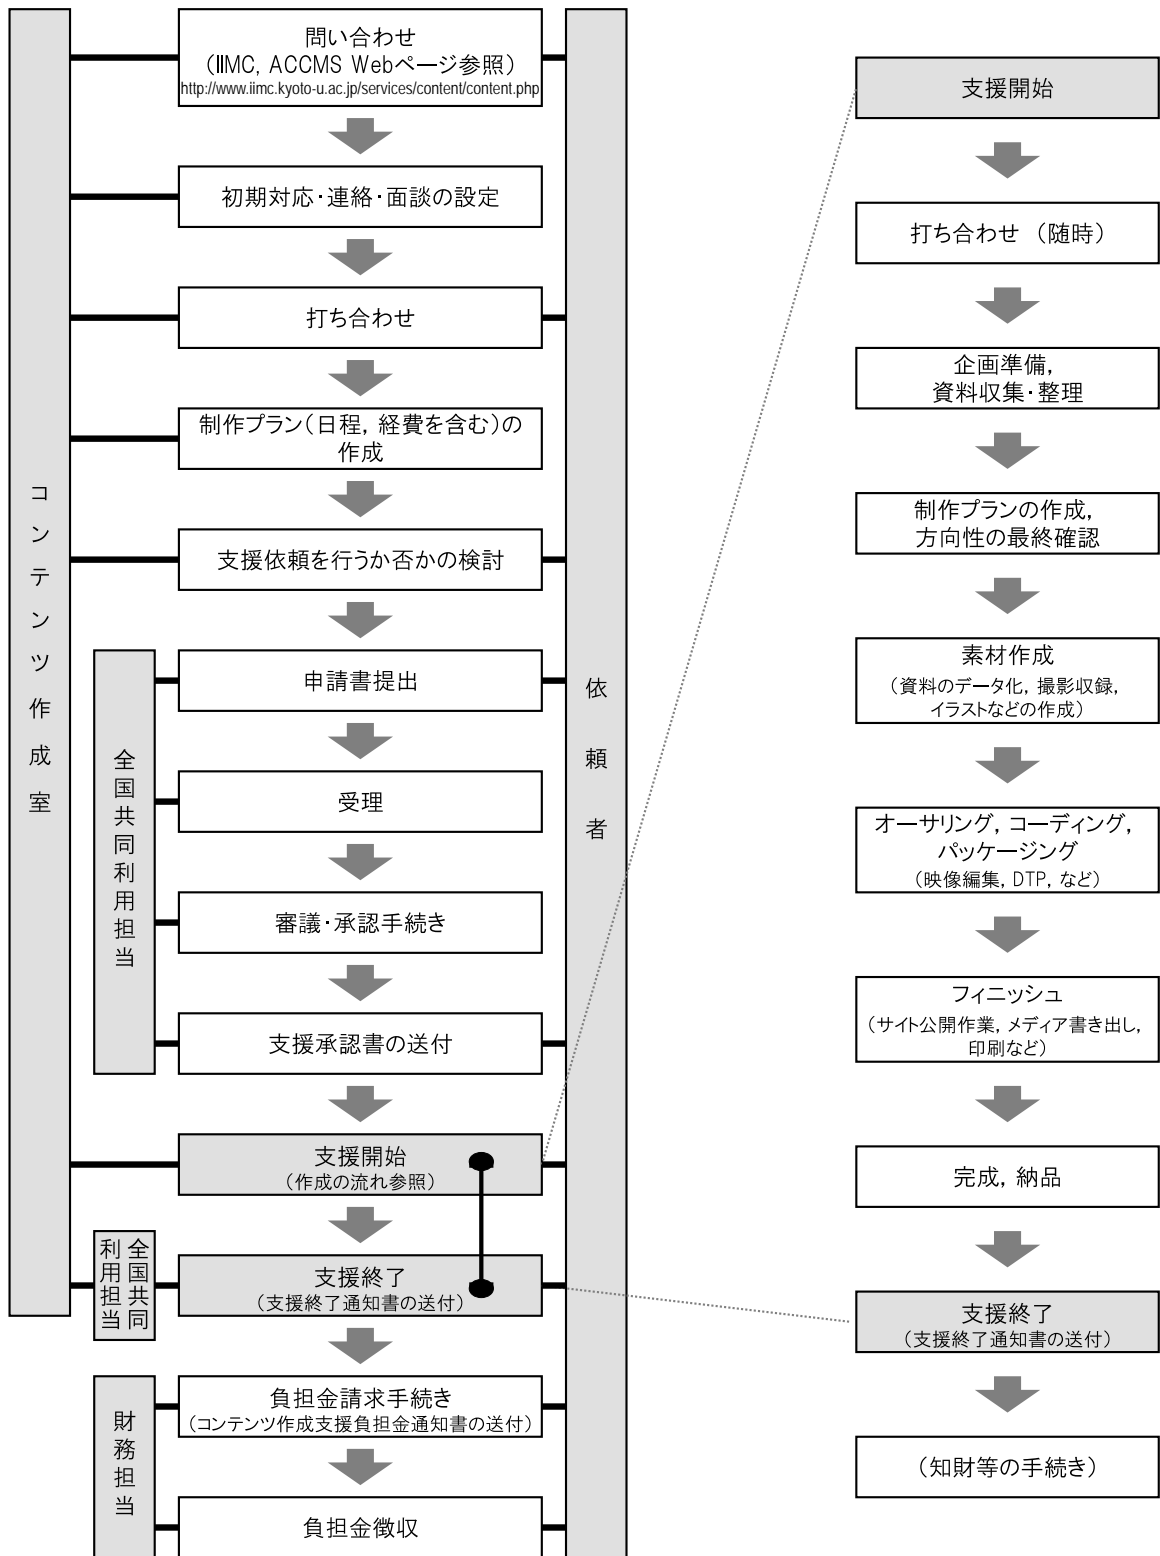 コンテンツ作成室
問い合わせ
（IIMC, ACCMS Webページ参照）
http://www.iimc.kyoto-u.ac.jp/services/content/content.php
初期対応・連絡・面談の設定
打ち合わせ
制作プラン（日程, 経費を含む）の
作成
支援依頼を行うか否かの検討
全国共同利用担当
申請書提出
受理
審議・承認手続き
支援承認書の送付
支援開始
（作成の流れ参照）
全国共同
利用担当
支援終了
（支援終了通知書の送付）
財務担当
負担金請求手続き
（コンテンツ作成支援負担金通知書の送付）
負担金徴収
依頼者
支援開始
打ち合わせ （随時）
企画準備,
資料収集・整理
制作プランの作成,
方向性の最終確認
素材作成
（資料のデータ化, 撮影収録,
イラストなどの作成）
オーサリング, コーディング,
パッケージング
（映像編集, DTP, など）
フィニッシュ
（サイト公開作業, メディア書き出し,
印刷など）
完成, 納品
支援終了
（支援終了通知書の送付）
（知財等の手続き）